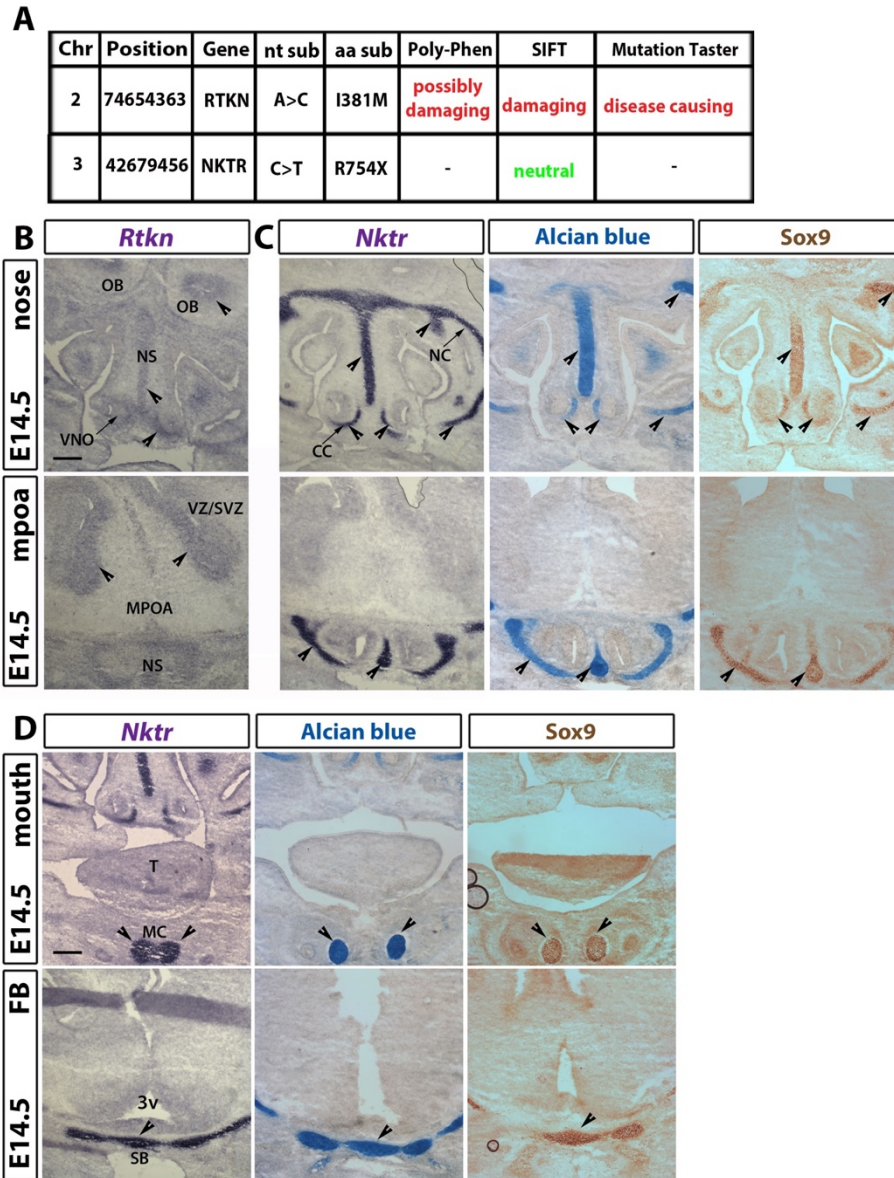 A
Chr Position Gene nt sub aa sub Poly-Phen SIFT Mutation Taster
2 74654363 RTKN A>C I381M possibly damaging damaging disease causing
3 42679456 NKTR C>T R754X - neutral -
B Rtkn C Nktr Alcian blue Sox9
E14.5 nose
OB
OB
NS
VNO
NC
CC
E14.5 mpoa
VZ/SVZ
MPOA
NS
D Nktr Alcian blue Sox9
E14.5 mouth
T
MC
E14.5 FB
3v
SB